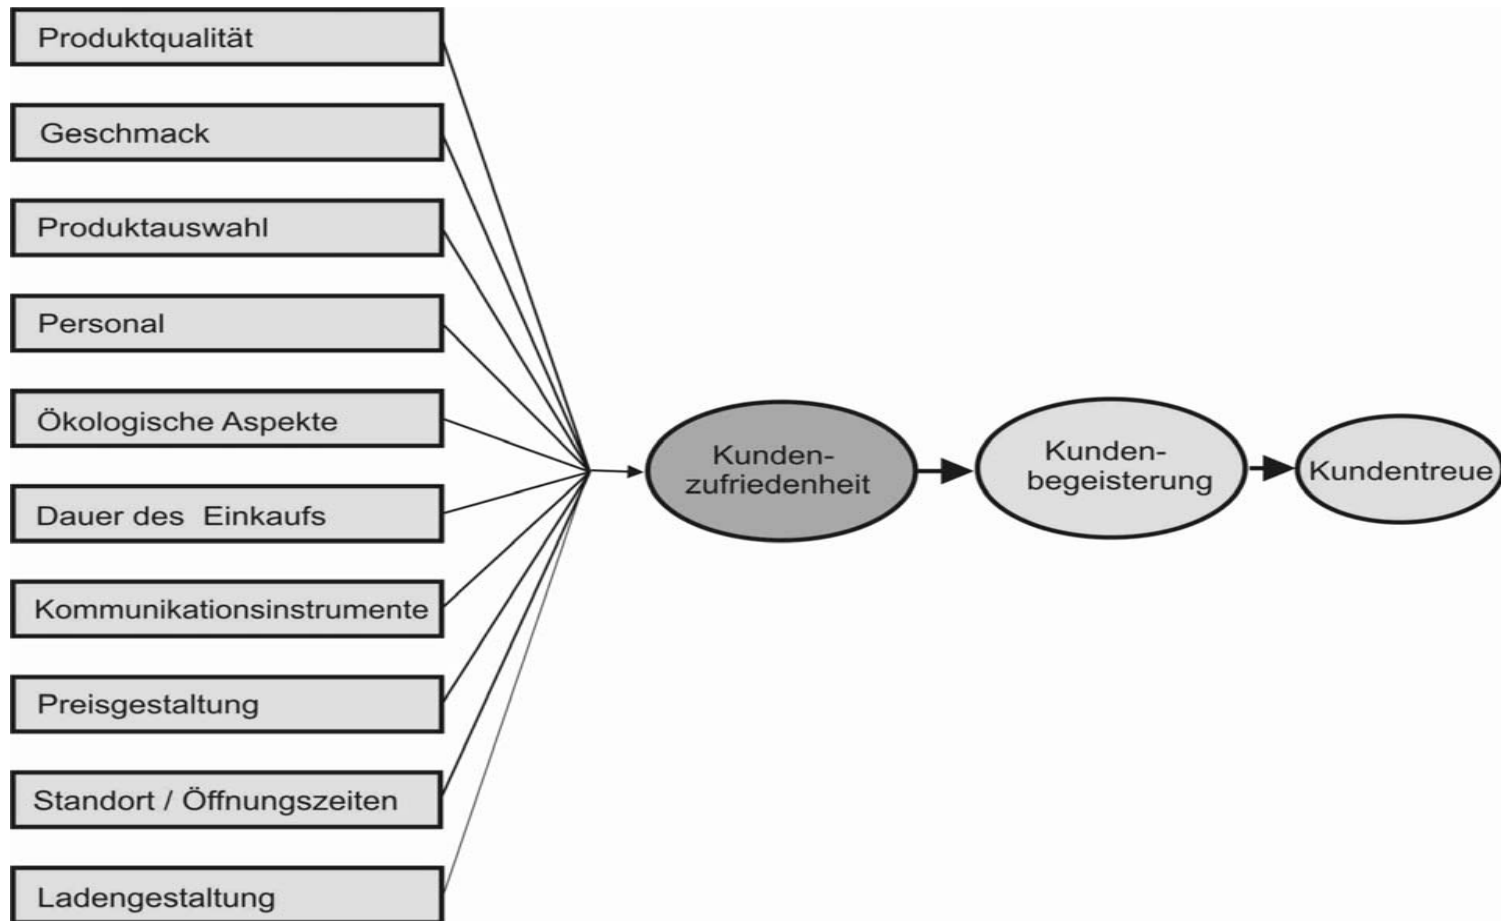 Produktqualität
Geschmack
Produktauswahl
Personal
Ökologische Aspekte
Dauer des Einkaufs
Kommunikationsinstrumente
Preisgestaltung
Standort / Öffnungszeiten
Ladengestaltung
Kunden-
zufriedenheit
Kunden-
begeisterung
Kundentreue